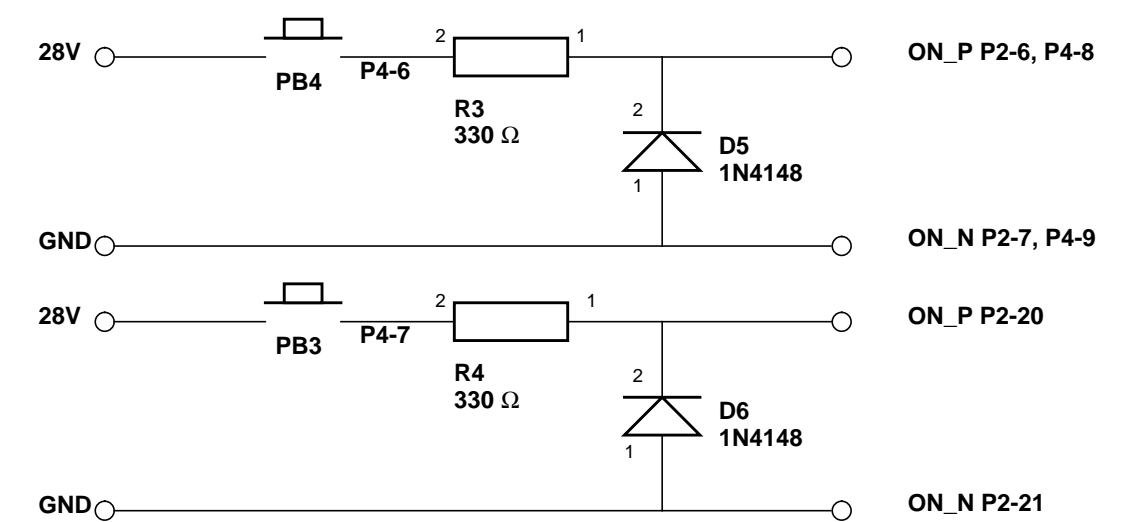 28V
PB4
P4-6
2
1
R3
330 Ω
ON_P P2-6, P4-8
2
1
D5
1N4148
GND
ON_N P2-7, P4-9
28V
PB3
P4-7
2
1
R4
330 Ω
ON_P P2-20
2
1
D6
1N4148
GND
ON_N P2-21